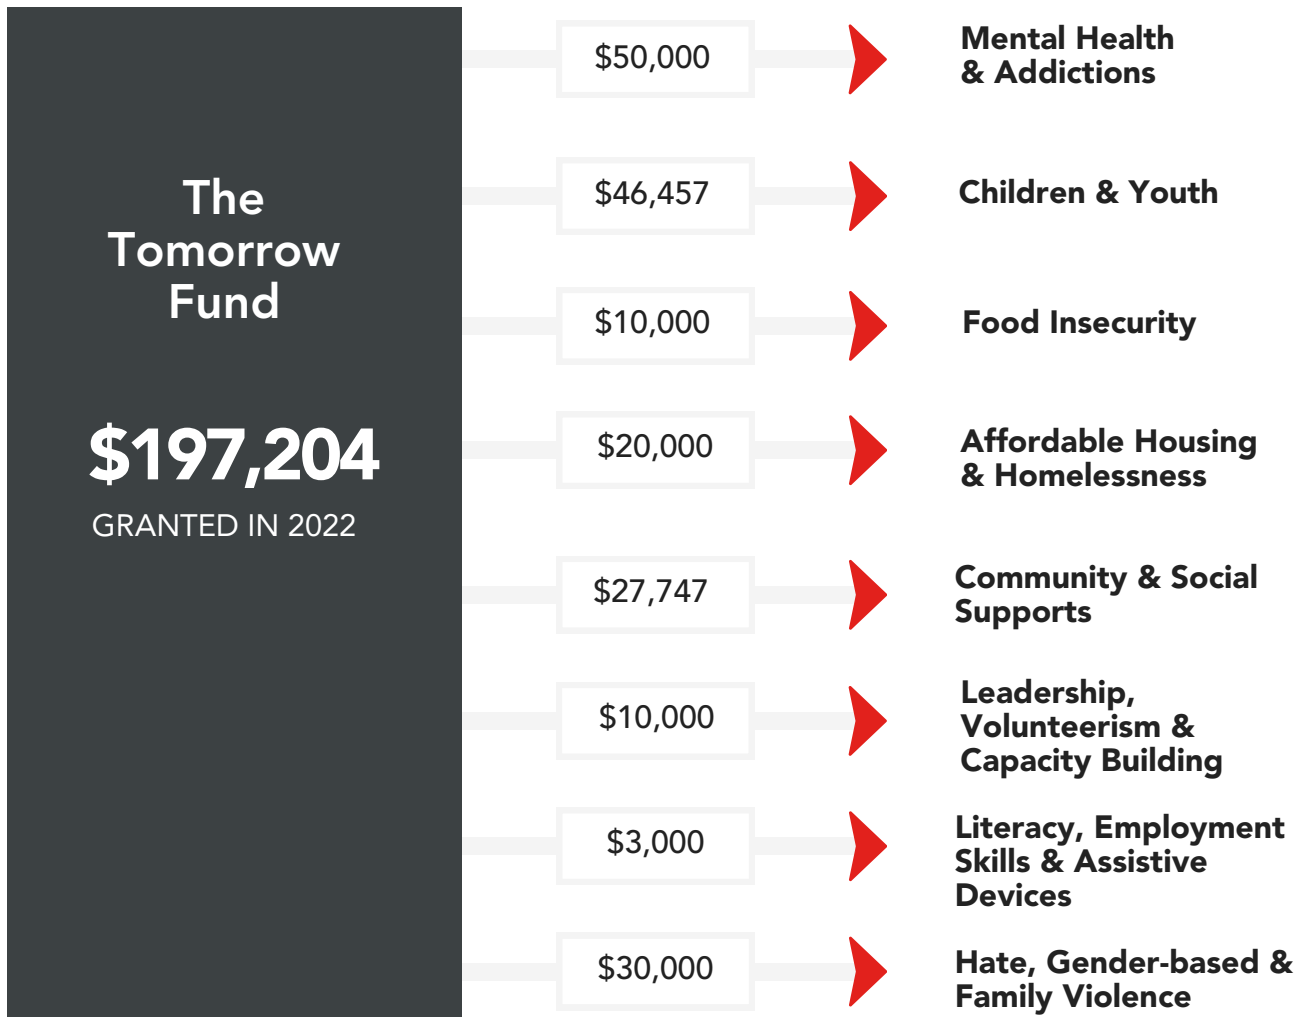 The
Tomorrow
Fund
$197,204
GRANTED IN 2022
$50,000
Mental Health
& Addictions
$46,457
Children & Youth
$10,000
Food Insecurity
$20,000
Affordable Housing
& Homelessness
$27,747
Community & Social
Supports
$10,000
Leadership,
Volunteerism &
Capacity Building
$3,000
Literacy, Employment
Skills & Assistive
Devices
$30,000
Hate, Gender-based &
Family Violence